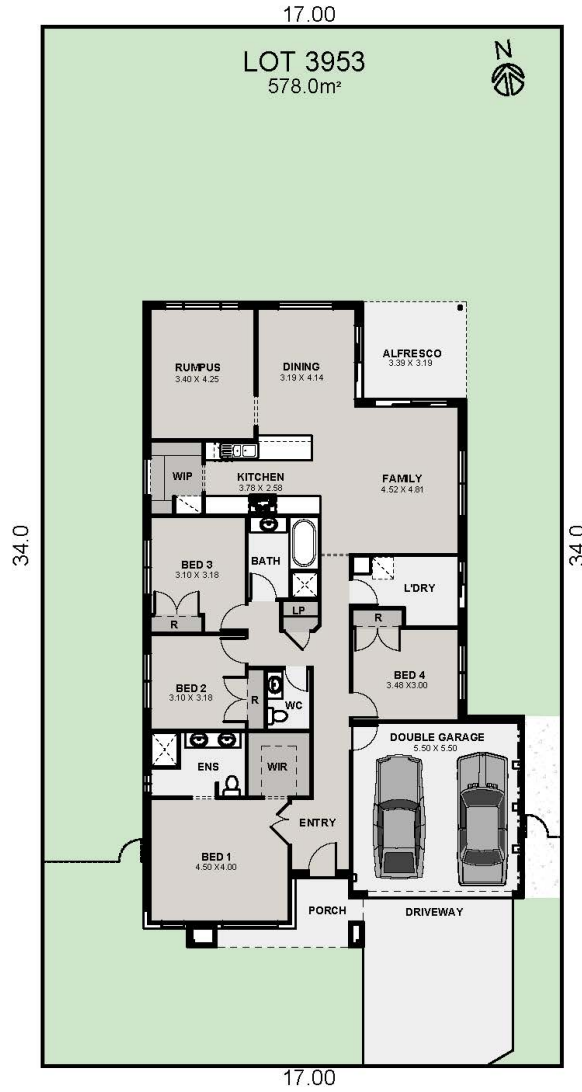 17.00
LOT 3953
578.0m²
N
34.0
34.0
RUMPUS
3.40 X 4.25
DINING
3.19 X 4.14
ALFRESCO
3.39 X 3.19
WIP
KITCHEN
3.78 X 2.58
FAMILY
4.52 X 4.81
BED 3
3.10 X 3.18
BATH
L'DRY
R
LP
R
BED 4
3.48 X3.00
BED 2
3.10 X 3.18
R
WC
ENS
WIR
DOUBLE GARAGE
5.50 X 5.50
ENTRY
BED 1
4.50 X4.00
PORCH
DRIVEWAY
17.00